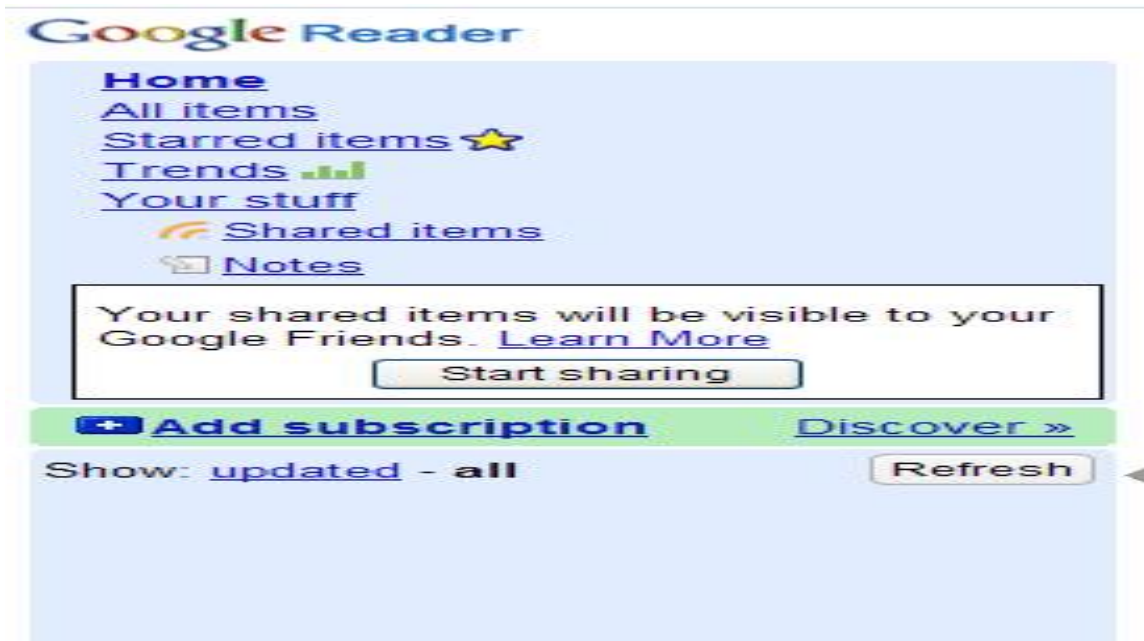 Google Reader
Home
All items
Starred items
Trends
Your stuff
Shared items
Notes
Your shared items will be visible to your
Google Friends. Learn More
Start sharing
Add subscription Discover »
Show: updated - all Refresh